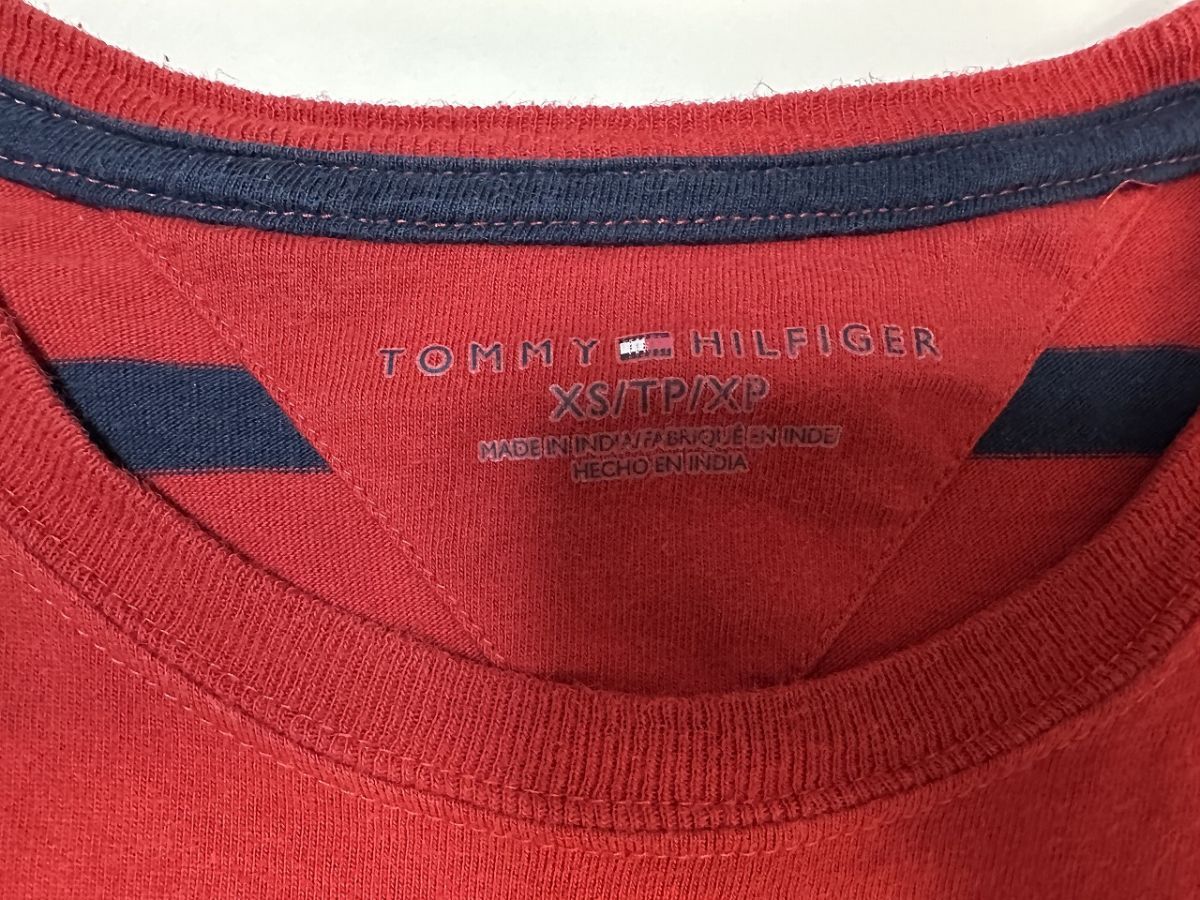 TOMMY HILFIGER
XS/TP/XP
MADE IN INDIA/FABRIQUÉ EN INDE/
HECHO EN INDIA